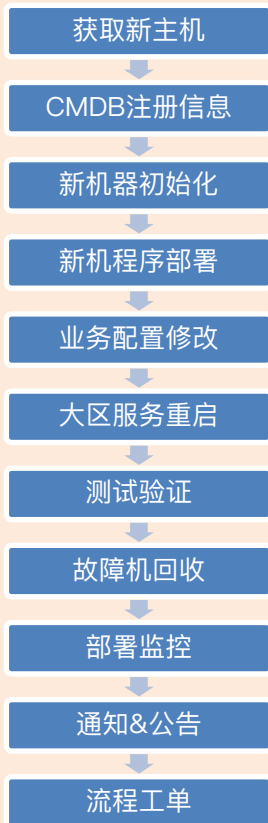 获取新主机
CMDB注册信息
新机器初始化
新机程序部署
业务配置修改
大区服务重启
测试验证
故障机回收
部署监控
通知&公告
流程工单